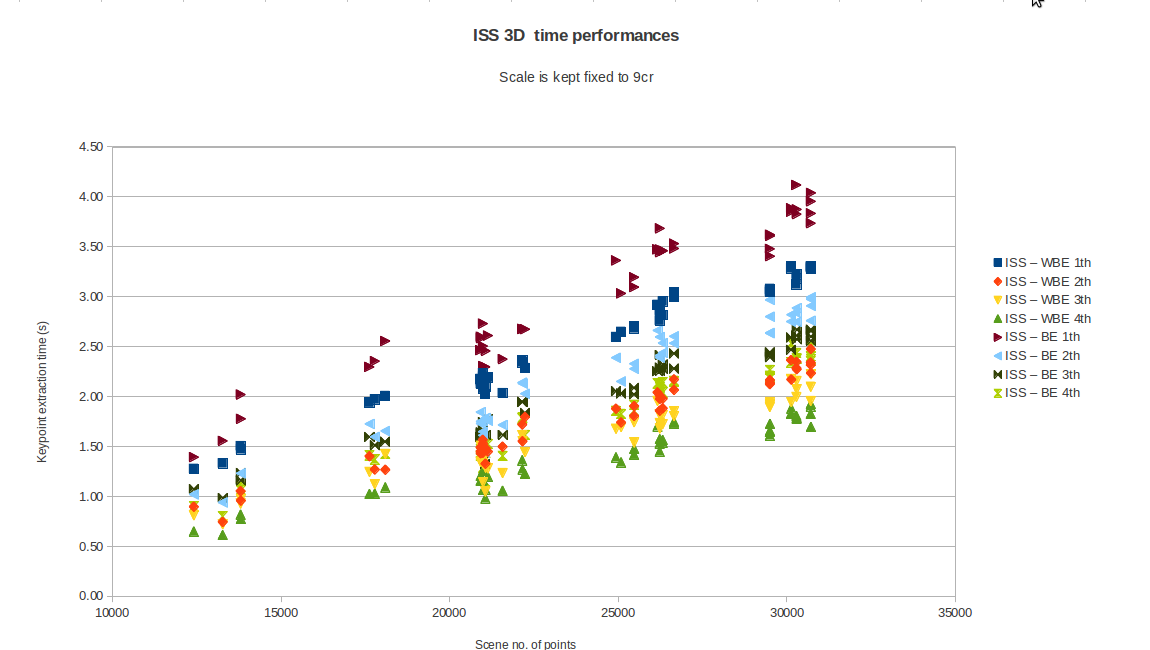 ISS 3D  time performances
Scale is kept fixed to 9cr
4.50
4.00
3.50
3.00
2.50
2.00
1.50
1.00
0.50
0.00
Keypoint extraction time (s)
10000 15000 20000 25000 30000 35000
Scene no. of points
ISS – WBE 1th
ISS – WBE 2th
ISS – WBE 3th
ISS – WBE 4th
ISS – BE 1th
ISS – BE 2th
ISS – BE 3th
ISS – BE 4th